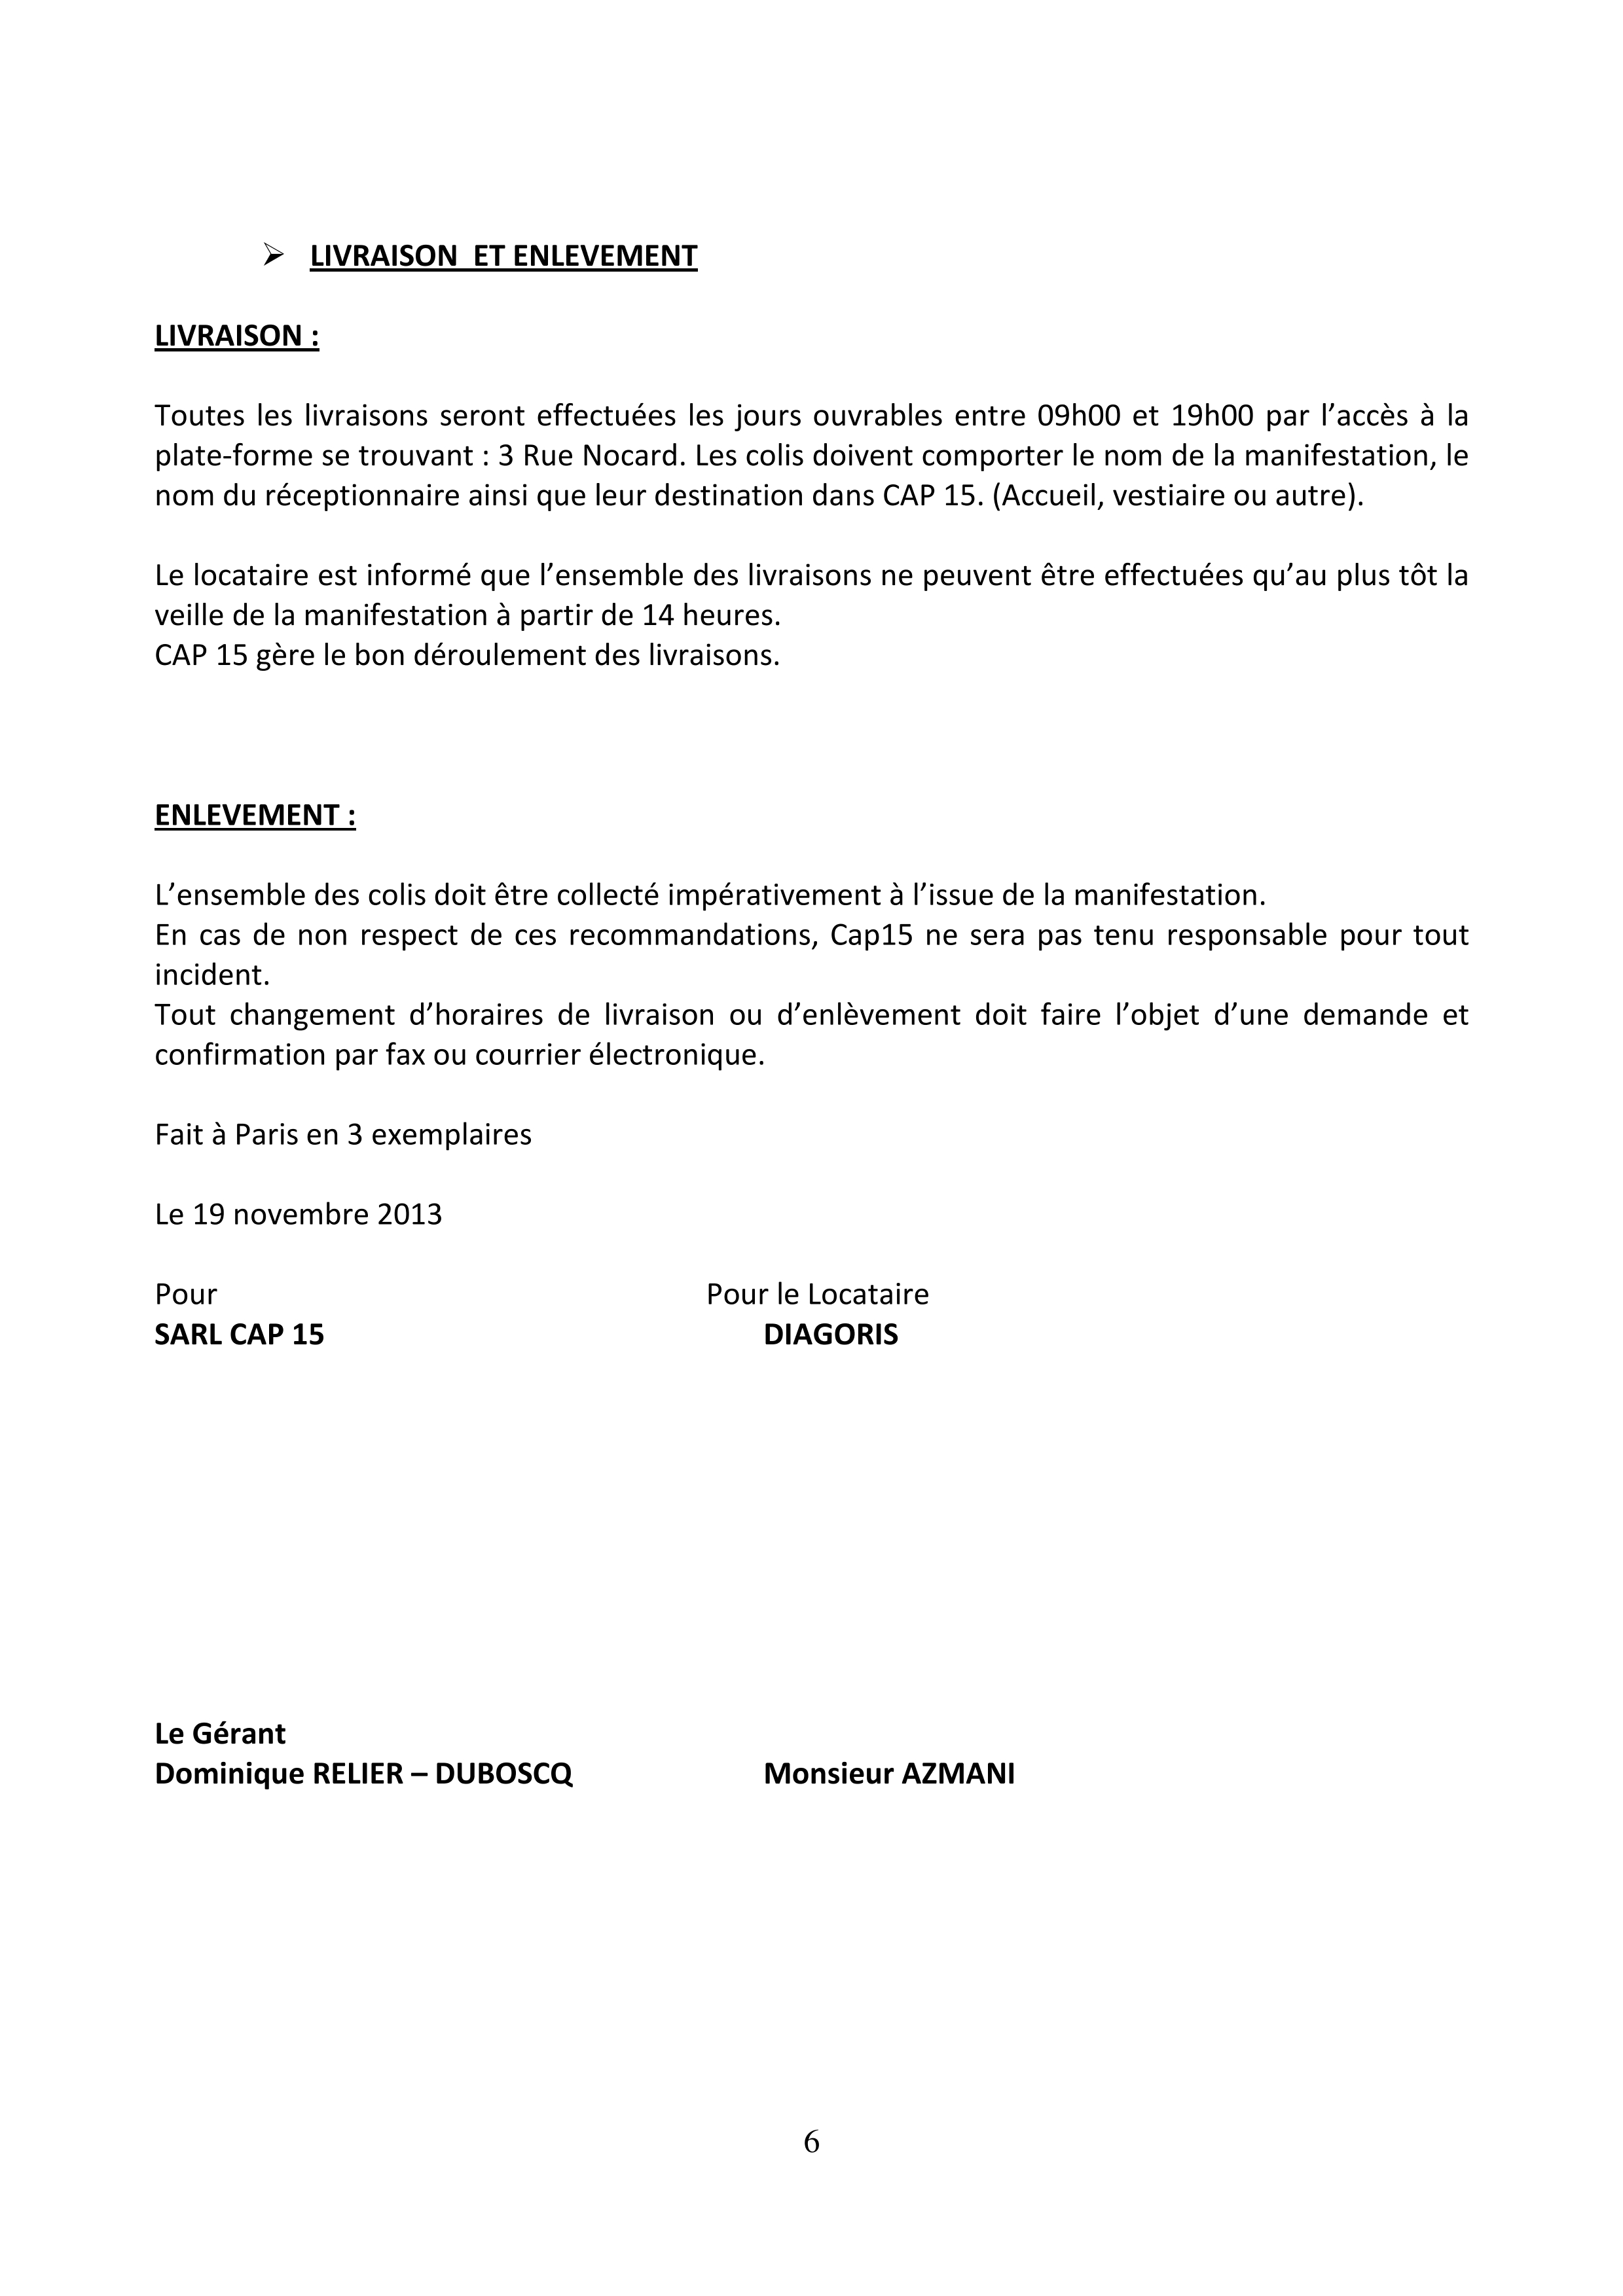 ➢ LIVRAISON ET ENLEVEMENT
LIVRAISON :
Toutes les livraisons seront effectuées les jours ouvrables entre 09h00 et 19h00 par l’accès à la
plate-forme se trouvant : 3 Rue Nocard. Les colis doivent comporter le nom de la manifestation, le
nom du réceptionnaire ainsi que leur destination dans CAP 15. (Accueil, vestiaire ou autre).
Le locataire est informé que l’ensemble des livraisons ne peuvent être effectuées qu’au plus tôt la
veille de la manifestation à partir de 14 heures.
CAP 15 gère le bon déroulement des livraisons.
ENLEVEMENT :
L’ensemble des colis doit être collecté impérativement à l’issue de la manifestation.
En cas de non respect de ces recommandations, Cap15 ne sera pas tenu responsable pour tout
incident.
Tout changement d’horaires de livraison ou d’enlèvement doit faire l’objet d’une demande et
confirmation par fax ou courrier électronique.
Fait à Paris en 3 exemplaires
Le 19 novembre 2013
Pour Pour le Locataire
SARL CAP 15 DIAGORIS
Le Gérant
Dominique RELIER – DUBOSCQ Monsieur AZMANI
6